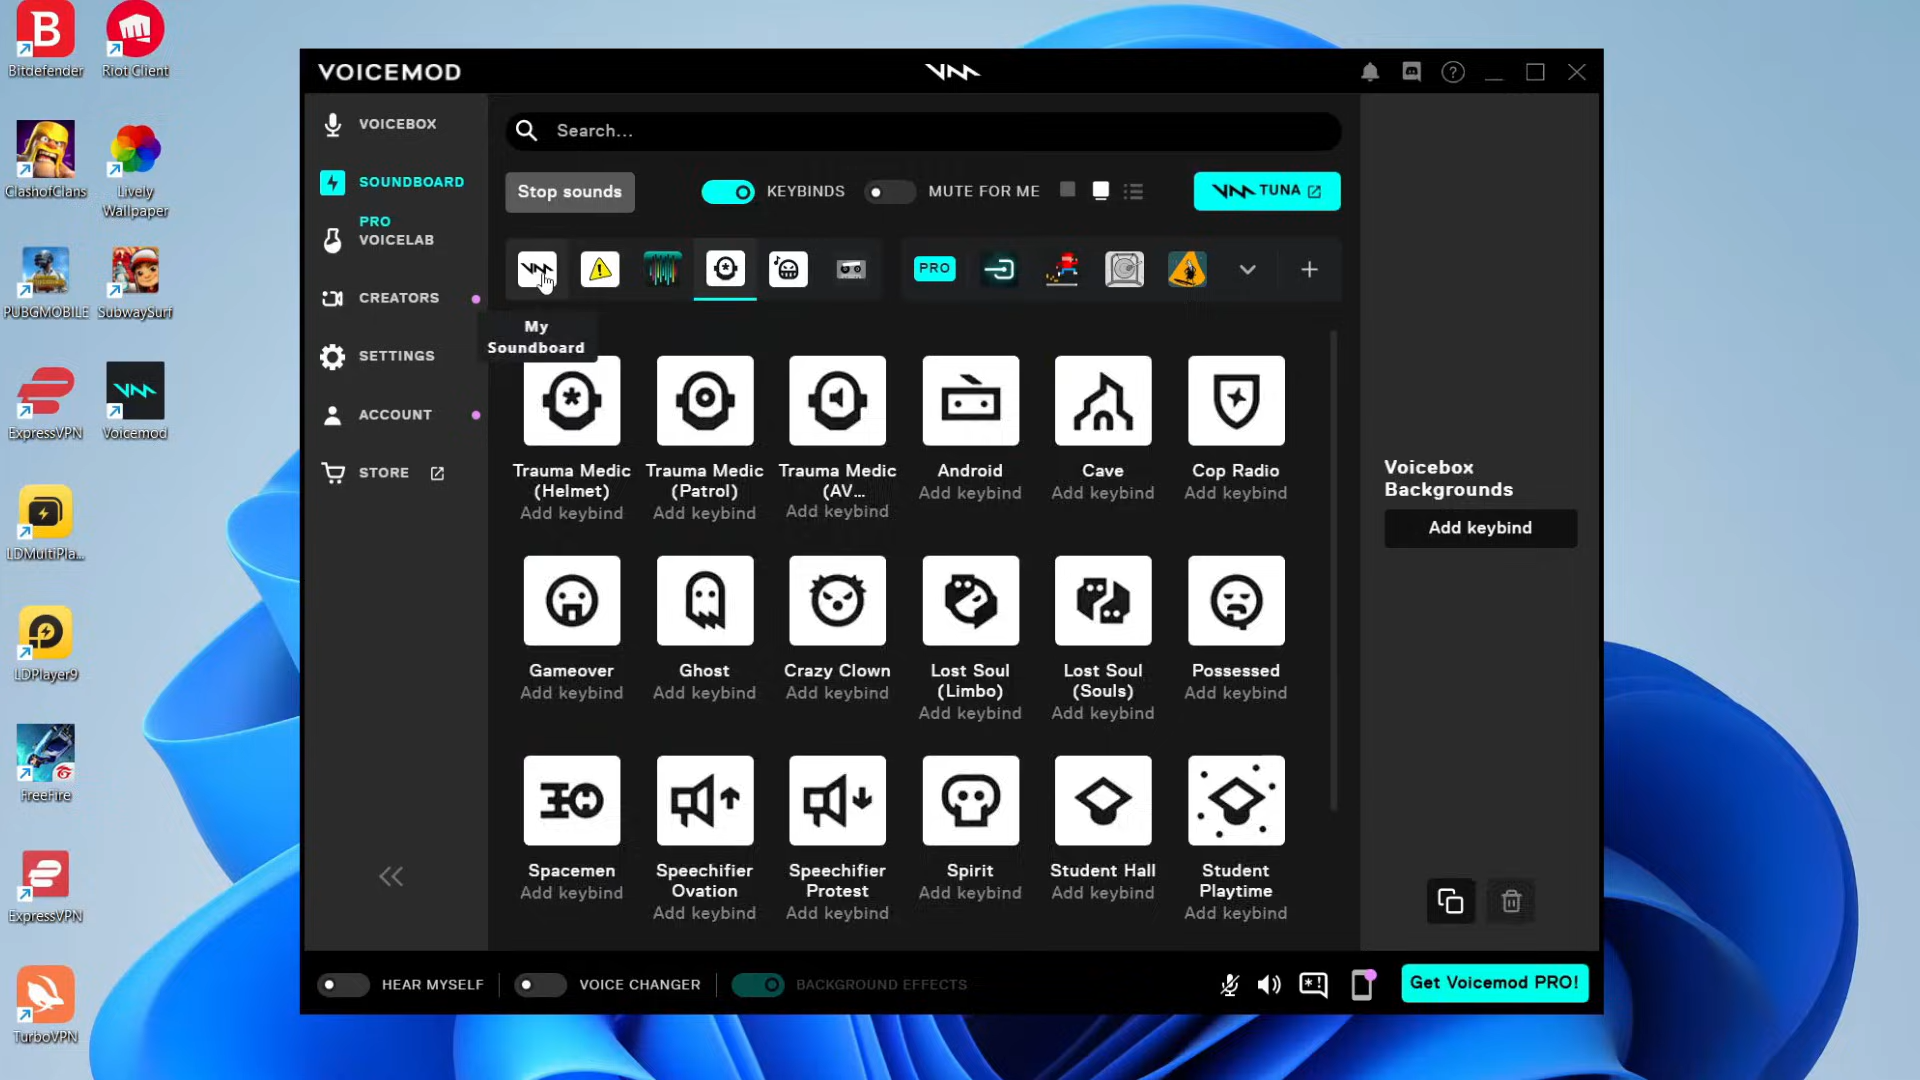 Bitdefender
Riot Client
ClashofClans
Lively
Wallpaper
PUBGMOBILE
SubwaySurf
ExpressVPN
Voicemod
LDMultiPla...
LDPlayer9
FreeFire
ExpressVPN
TurboVPN
VOICEMOD
VOICEBOX
SOUNDBOARD
PRO
VOICELAB
CREATORS
SETTINGS
ACCOUNT
STORE
Search...
Stop sounds
KEYBINDS
MUTE FOR ME
TUNA
PRO
My
Soundboard
Trauma Medic
(Helmet)
Add keybind
Trauma Medic
(Patrol)
Add keybind
Trauma Medic
(AV...
Add keybind
Android
Add keybind
Cave
Add keybind
Cop Radio
Add keybind
Gameover
Add keybind
Ghost
Add keybind
Crazy Clown
Add keybind
Lost Soul
(Limbo)
Add keybind
Lost Soul
(Souls)
Add keybind
Possessed
Add keybind
Spacemen
Add keybind
Speechifier
Ovation
Add keybind
Speechifier
Protest
Add keybind
Spirit
Add keybind
Student Hall
Add keybind
Student
Playtime
Add keybind
Voicebox
Backgrounds
Add keybind
HEAR MYSELF
VOICE CHANGER
BACKGROUND EFFECTS
Get Voicemod PRO!